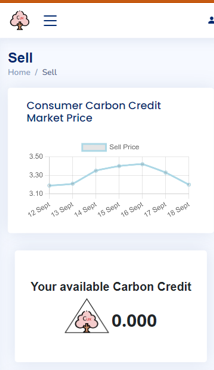 Sell
Home / Sell
Consumer Carbon Credit
Market Price
Sell Price
3.50
3.30
3.10
12 Sept
13 Sept
14 Sept
15 Sept
16 Sept
17 Sept
18 Sept
Your available Carbon Credit
0.000